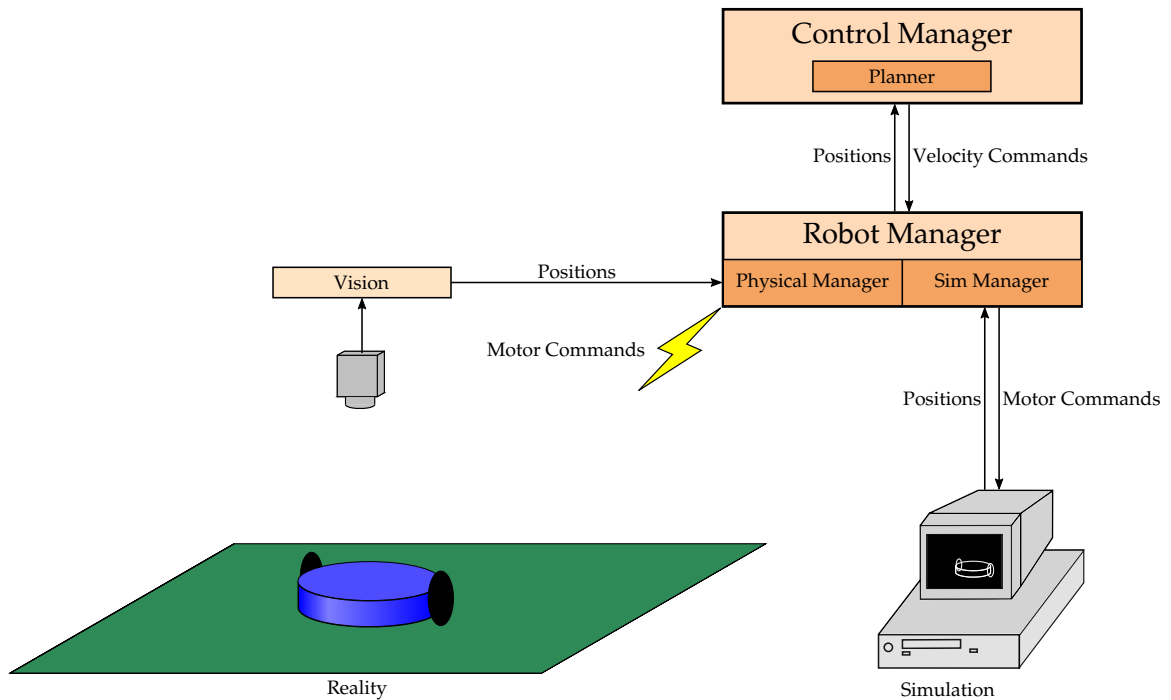 Control Manager
Planner
Positions
Velocity Commands
Robot Manager
Physical Manager
Sim Manager
Vision
Positions
Motor Commands
Positions
Motor Commands
Reality
Simulation